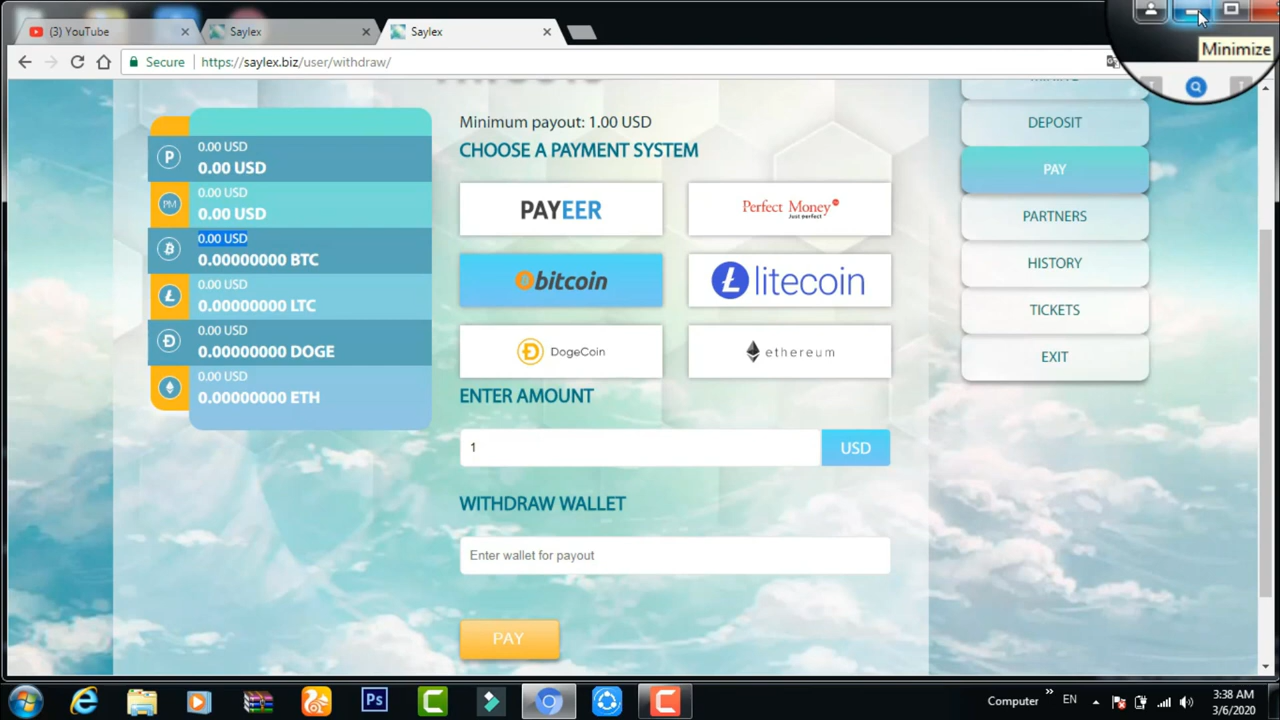 (3) YouTube
Saylex
Saylex
Minimize
Secure
https://saylex.biz/user/withdraw/
Minimum payout: 1.00 USD
CHOOSE A PAYMENT SYSTEM
0.00 USD
P
0.00 USD
0.00 USD
PM
0.00 USD
0.00 USD
0.00000000 BTC
0.00 USD
0.00000000 LTC
0.00 USD
0.00000000 DOGE
0.00 USD
0.00000000 ETH
PAYEER
Perfect Money
Just perfect
bitcoin
litecoin
DogeCoin
ethereum
ENTER AMOUNT
1
USD
WITHDRAW WALLET
Enter wallet for payout
PAY
DEPOSIT
PAY
PARTNERS
HISTORY
TICKETS
EXIT
Ps
Computer
EN
3:38 AM
3/6/2020